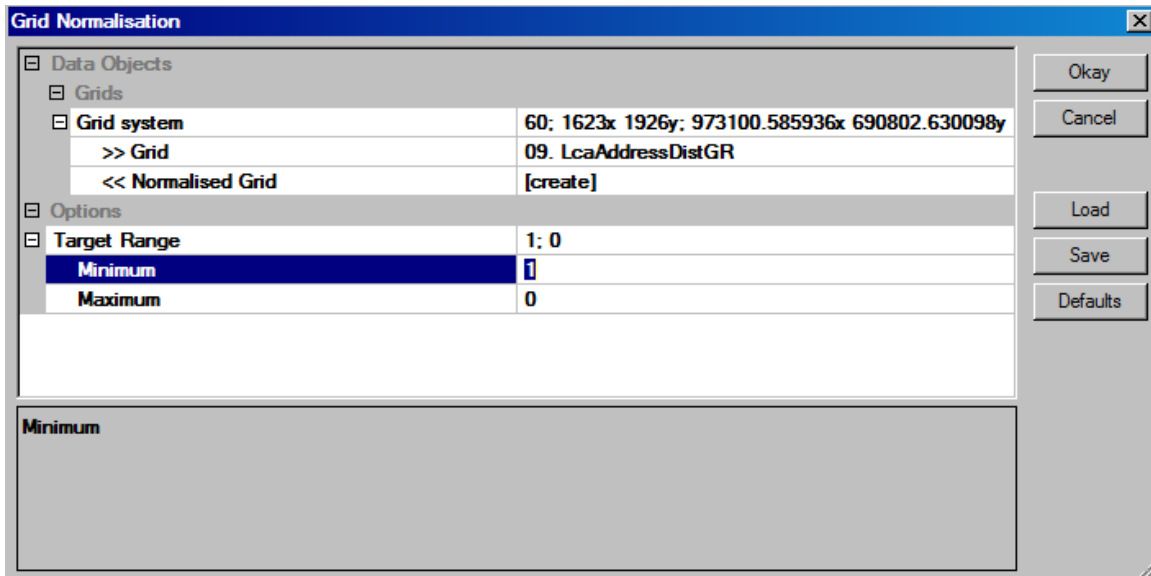 Grid Normalisation
Data Objects
Grids
Grid system 60; 1623x 1926y; 973100.585936x 690802.630098y
>> Grid 09. LcaAddressDistGR
<< Normalised Grid [create]
Options
Target Range 1; 0
Minimum 1
Maximum 0
Okay
Cancel
Load
Save
Defaults
Minimum